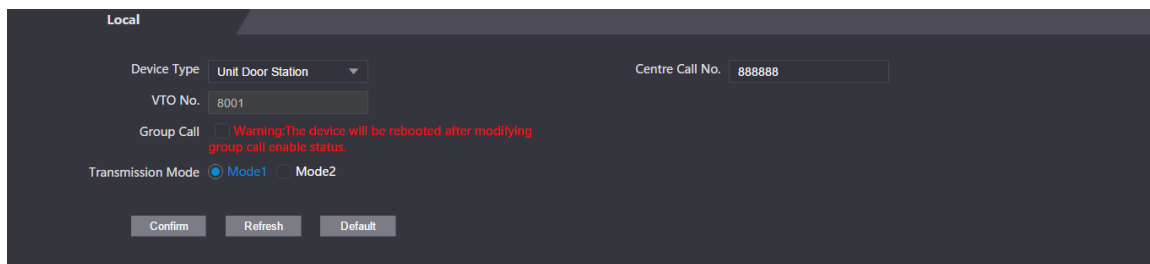 Local
Device Type Unit Door Station Centre Call No. 888888
VTO No. 8001
Group Call Warning:The device will be rebooted after modifying
group call enable status.
Transmission Mode Mode1 Mode2
Confirm Refresh Default